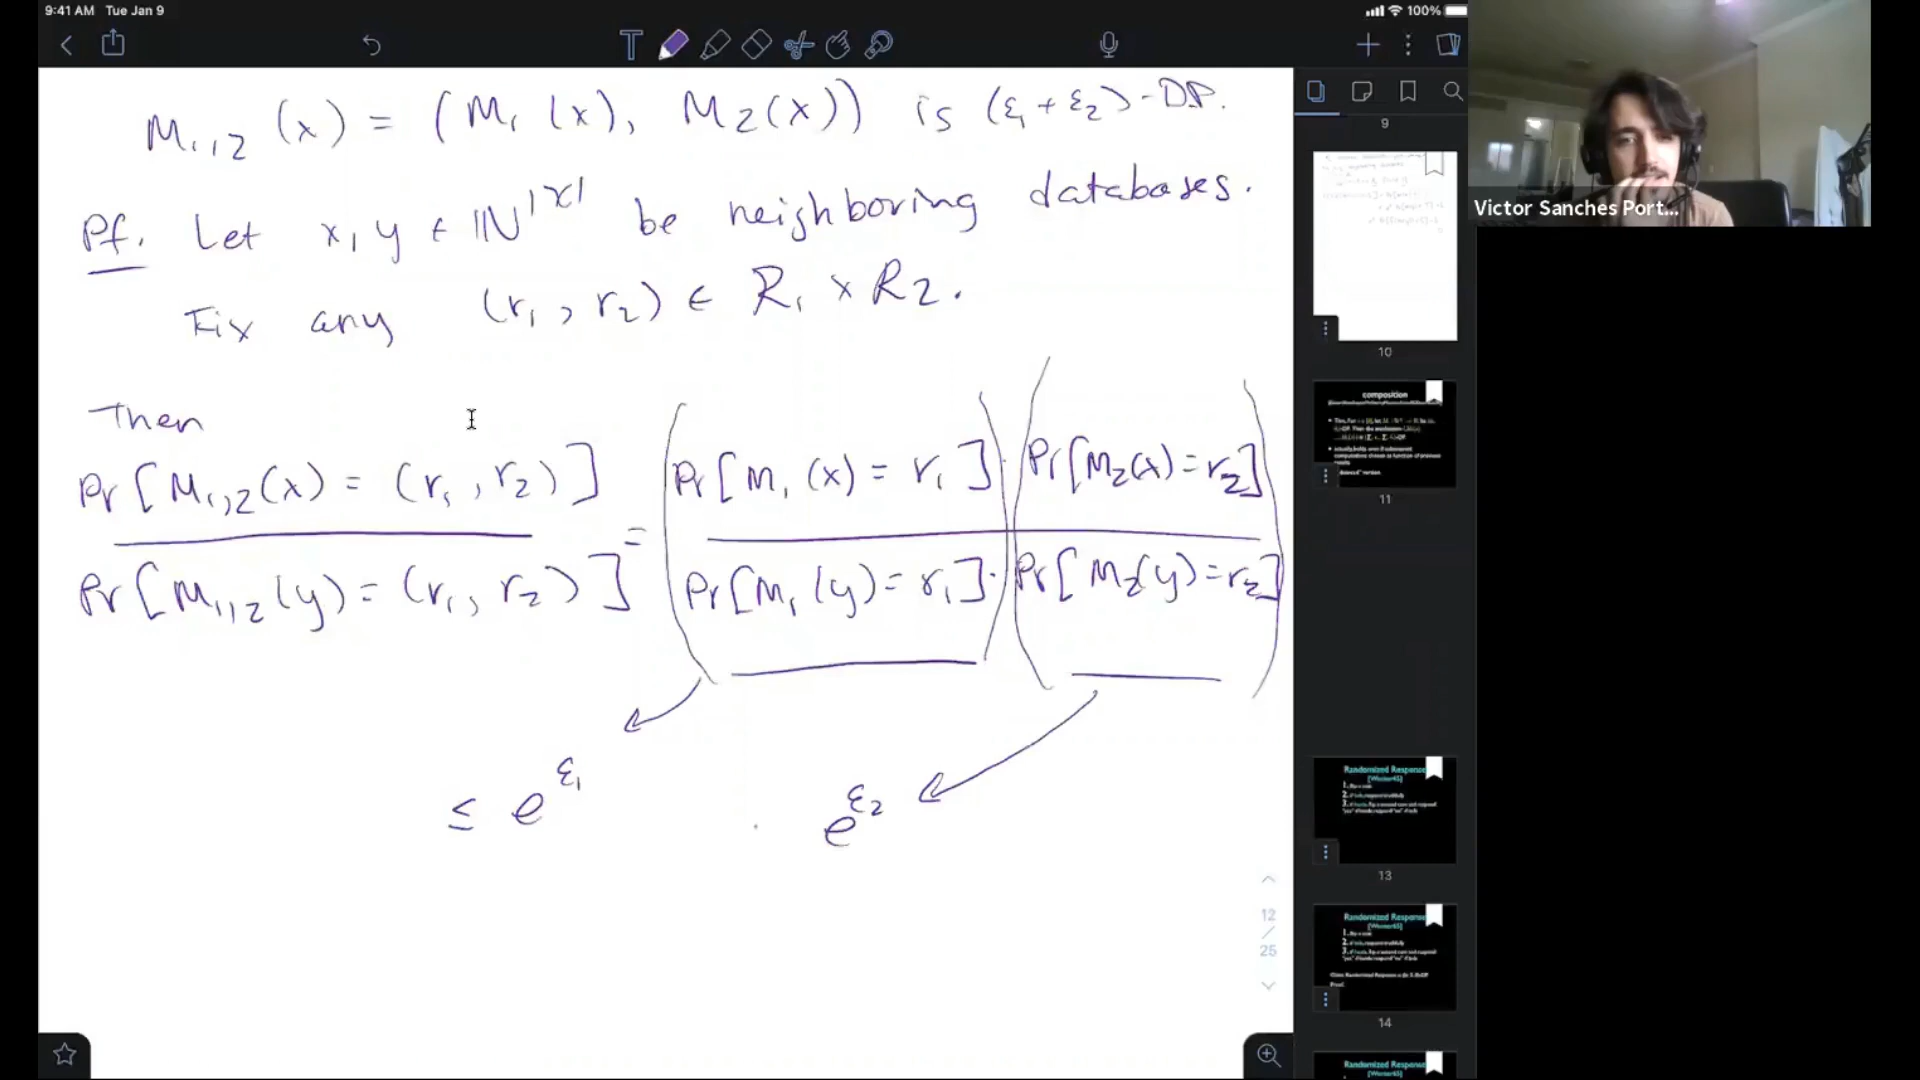 9:41 AM Tue Jan 9
100%
M₁,₂ (x) = (M₁ (x), M₂(x)) is (ε₁ + ε₂)-DP.
Pf. Let x, y ∈ ℕ^|X| be neighboring databases.
Fix any (r₁, r₂) ∈ R₁ × R₂.
Then
Pr[M₁,₂(x) = (r₁, r₂)] = Pr[M₁(x) = r₁] · Pr[M₂(x) = r₂]
Pr[M₁,₂(y) = (r₁, r₂)] Pr[M₁(y) = r₁] · Pr[M₂(y) = r₂]
≤ e^ε₁ · e^ε₂
12
/
25
9
10
composition
11
Randomized Response
13
Randomized Response
14
Randomized Response
Victor Sanches Port...